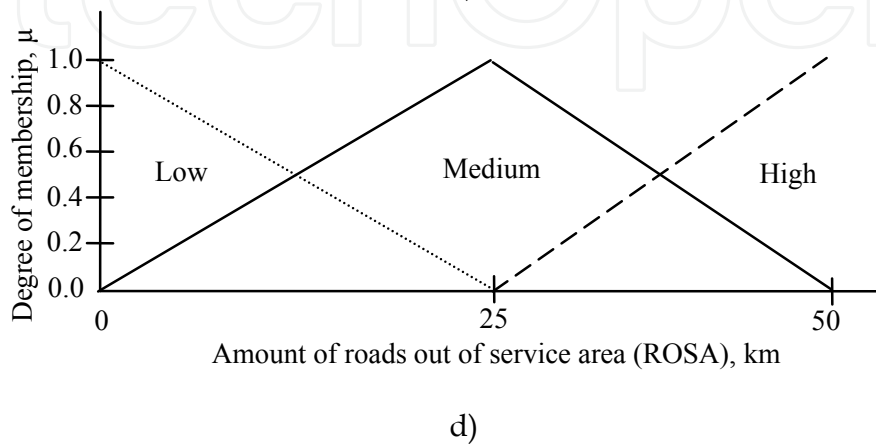 Degree of membership, μ
1.0
0.8
0.6
0.4
0.2
0.0
Low
Medium
High
0
25
50
Amount of roads out of service area (ROSA), km
d)